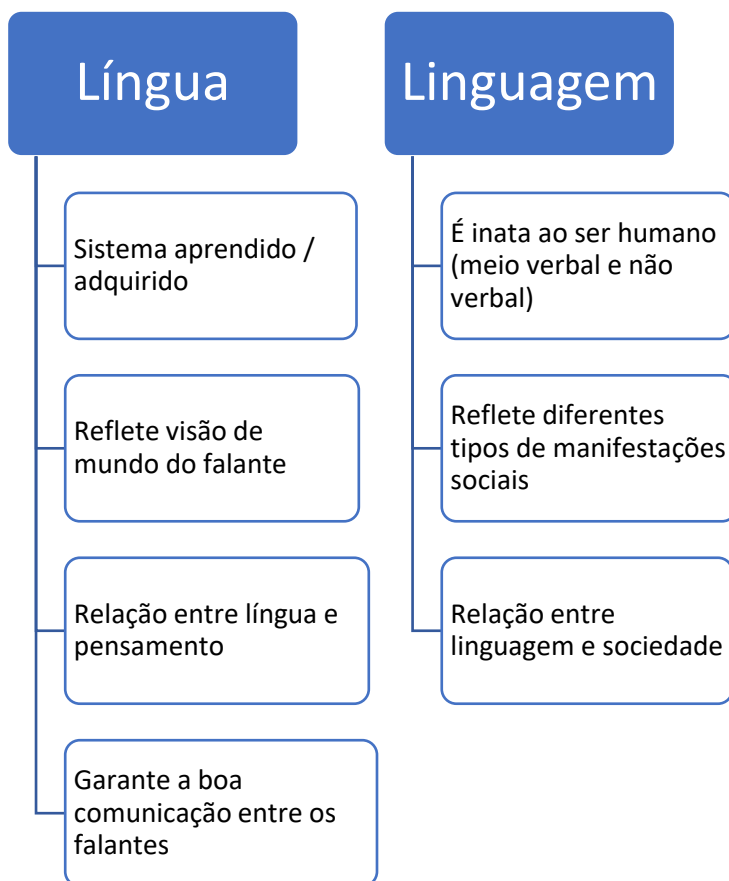 Língua
Sistema aprendido /
adquirido
Reflete visão de
mundo do falante
Relação entre língua e
pensamento
Garante a boa
comunicação entre os
falantes
Linguagem
É inata ao ser humano
(meio verbal e não
verbal)
Reflete diferentes
tipos de manifestações
sociais
Relação entre
linguagem e sociedade